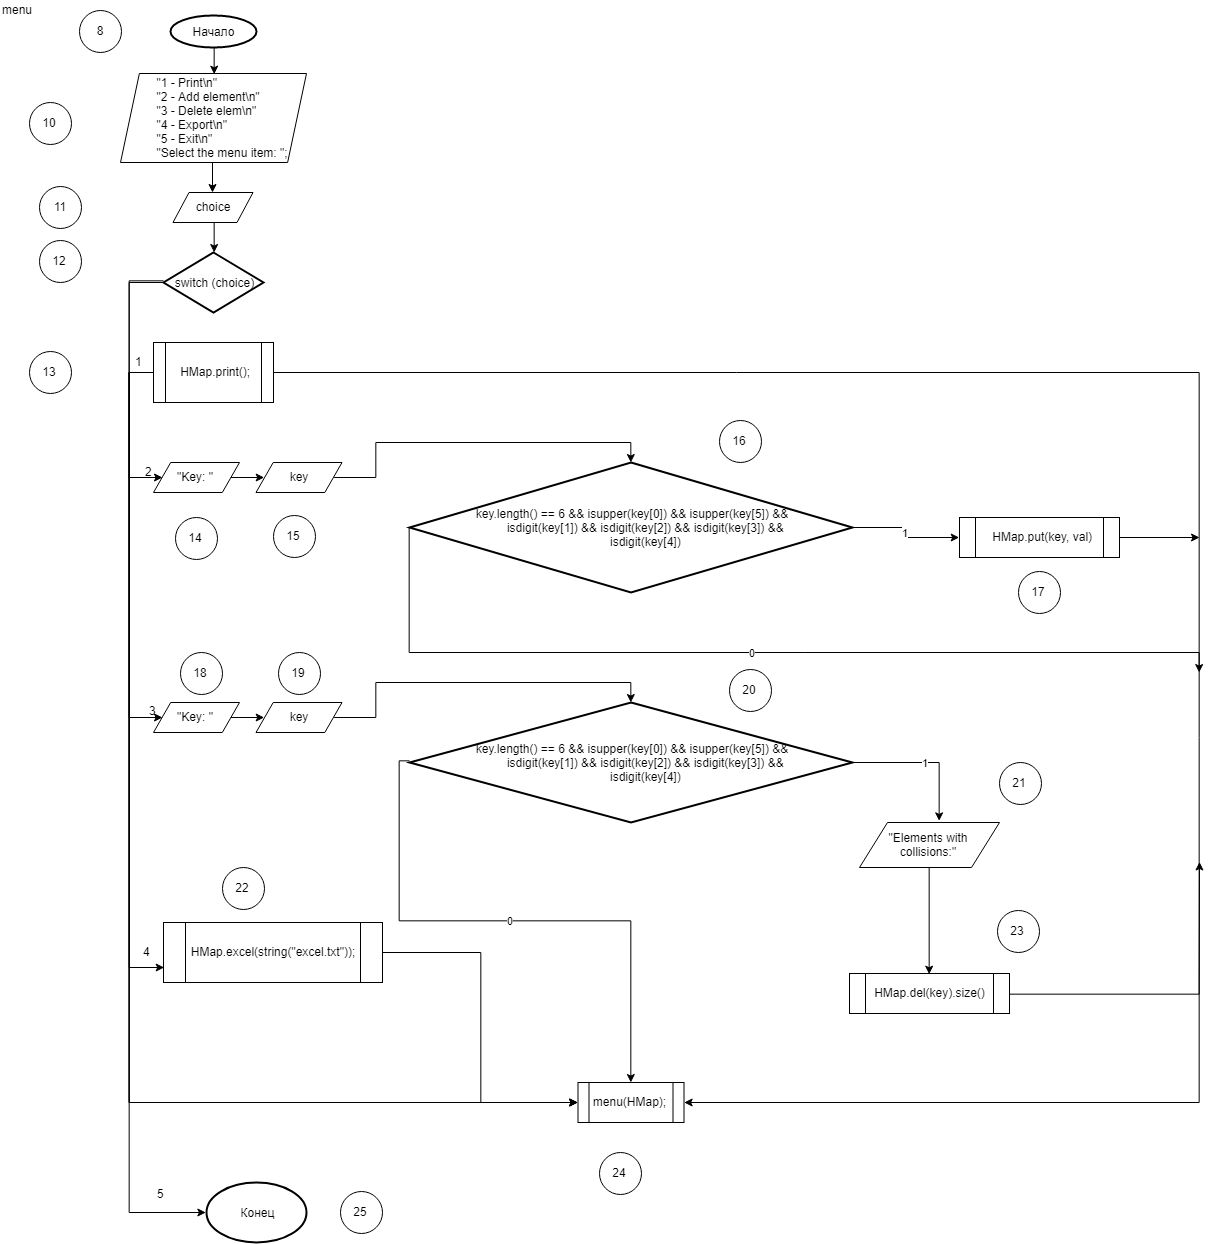 menu
8
Начало
"1 - Print\n"
"2 - Add element\n"
"3 - Delete elem\n"
"4 - Export\n"
"5 - Exit\n"
"Select the menu item: ";
10
11
choice
12
switch (choice)
1
13
HMap.print();
16
2
"Key: "
key
key.length() == 6 && isupper(key[0]) && isupper(key[5]) &&
isdigit(key[1]) && isdigit(key[2]) && isdigit(key[3]) &&
isdigit(key[4])
1
HMap.put(key, val)
14
15
17
0
18
19
20
3
"Key: "
key
key.length() == 6 && isupper(key[0]) && isupper(key[5]) &&
isdigit(key[1]) && isdigit(key[2]) && isdigit(key[3]) &&
isdigit(key[4])
1
21
"Elements with
collisions:"
22
0
23
4
HMap.excel(string("excel.txt"));
HMap.del(key).size()
menu(HMap);
24
5
Конец
25